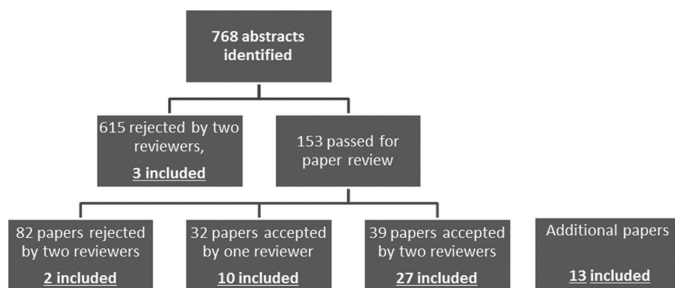 768 abstracts
identified
615 rejected by two
reviewers,
3 included
153 passed for
paper review
82 papers rejected
by two reviewers
2 included
32 papers accepted
by one reviewer
10 included
39 papers accepted
by two reviewers
27 included
Additional papers
13 included